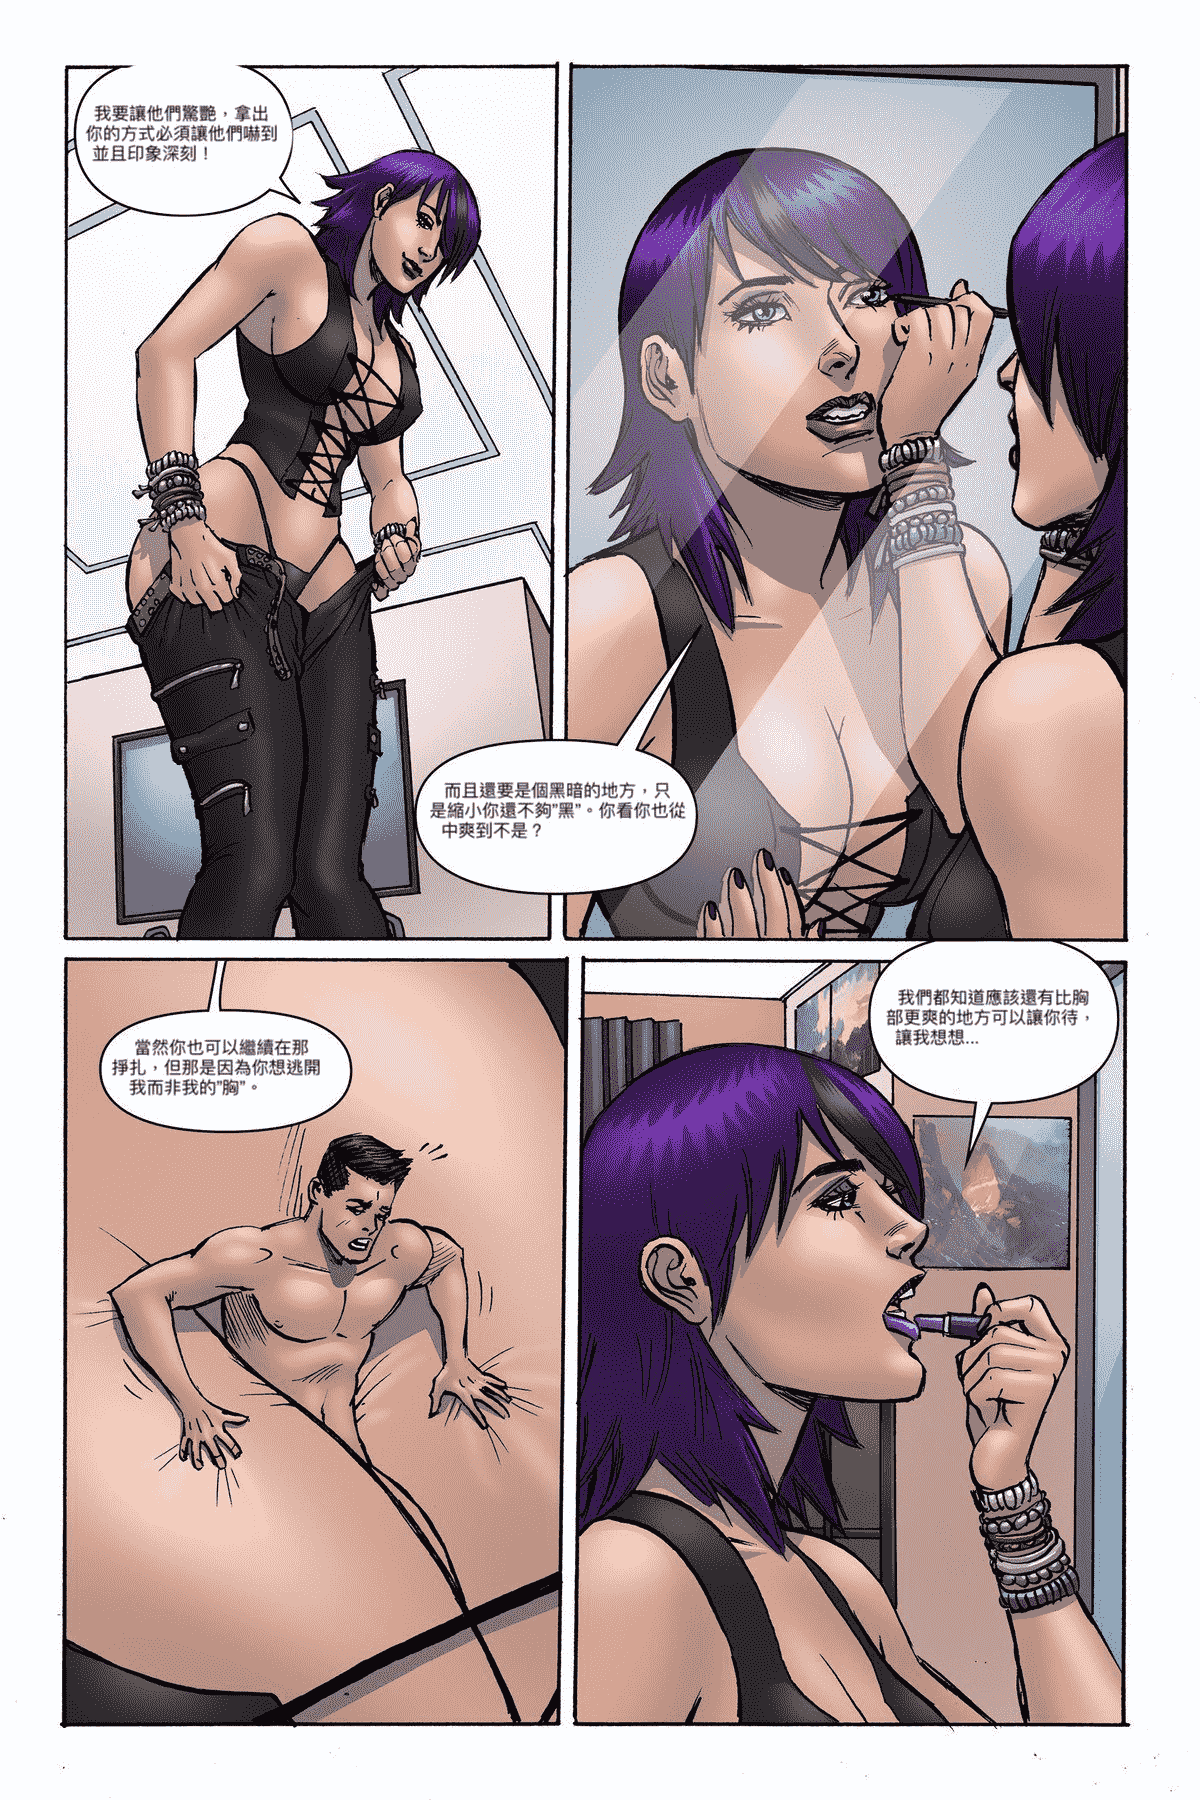 我要讓他們驚艷，拿出
你的方式必須讓他們嚇到
並且印象深刻！
而且還要是個黑暗的地方，只
是縮小你還不夠"黑"。你看你也從
中爽到不是？
當然你也可以繼續在那
掙扎，但那是因為你想逃開
我而非我的"胸"。
我們都知道應該還有比胸
部更爽的地方可以讓你待，
讓我想想...